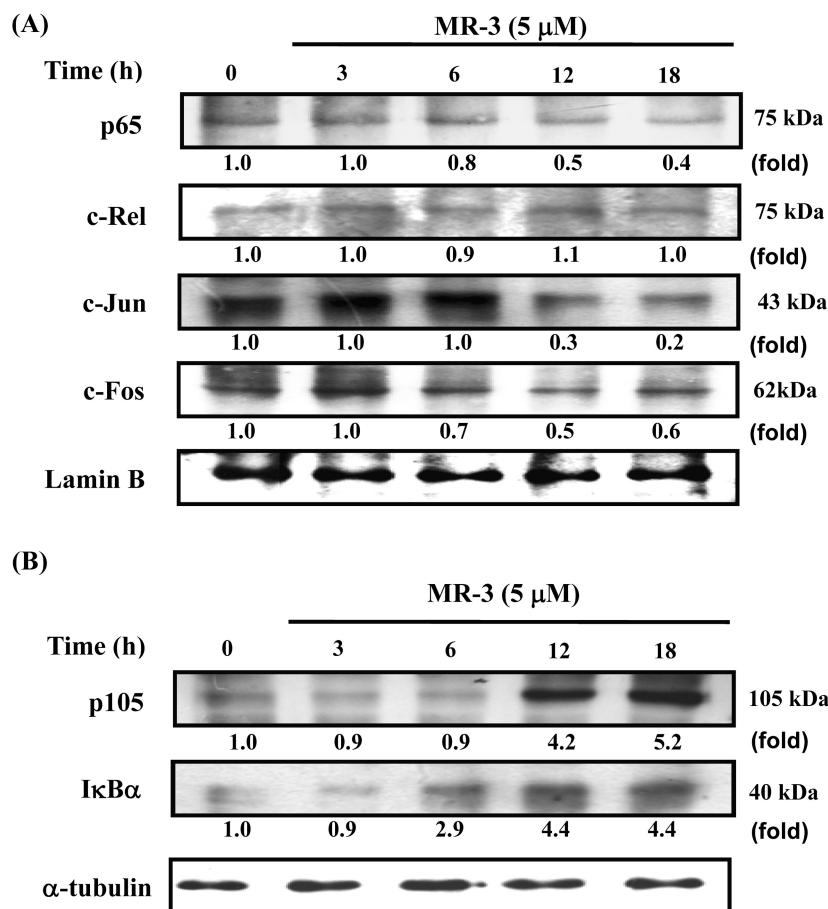 (A)
MR-3 (5 μM)
Time (h) 0 3 6 12 18
p65 75 kDa
1.0 1.0 0.8 0.5 0.4 (fold)
c-Rel 75 kDa
1.0 1.0 0.9 1.1 1.0 (fold)
c-Jun 43 kDa
1.0 1.0 1.0 0.3 0.2 (fold)
c-Fos 62kDa
1.0 1.0 0.7 0.5 0.6 (fold)
Lamin B
(B)
MR-3 (5 μM)
Time (h) 0 3 6 12 18
p105 105 kDa
1.0 0.9 0.9 4.2 5.2 (fold)
IκBα 40 kDa
1.0 0.9 2.9 4.4 4.4 (fold)
α-tubulin